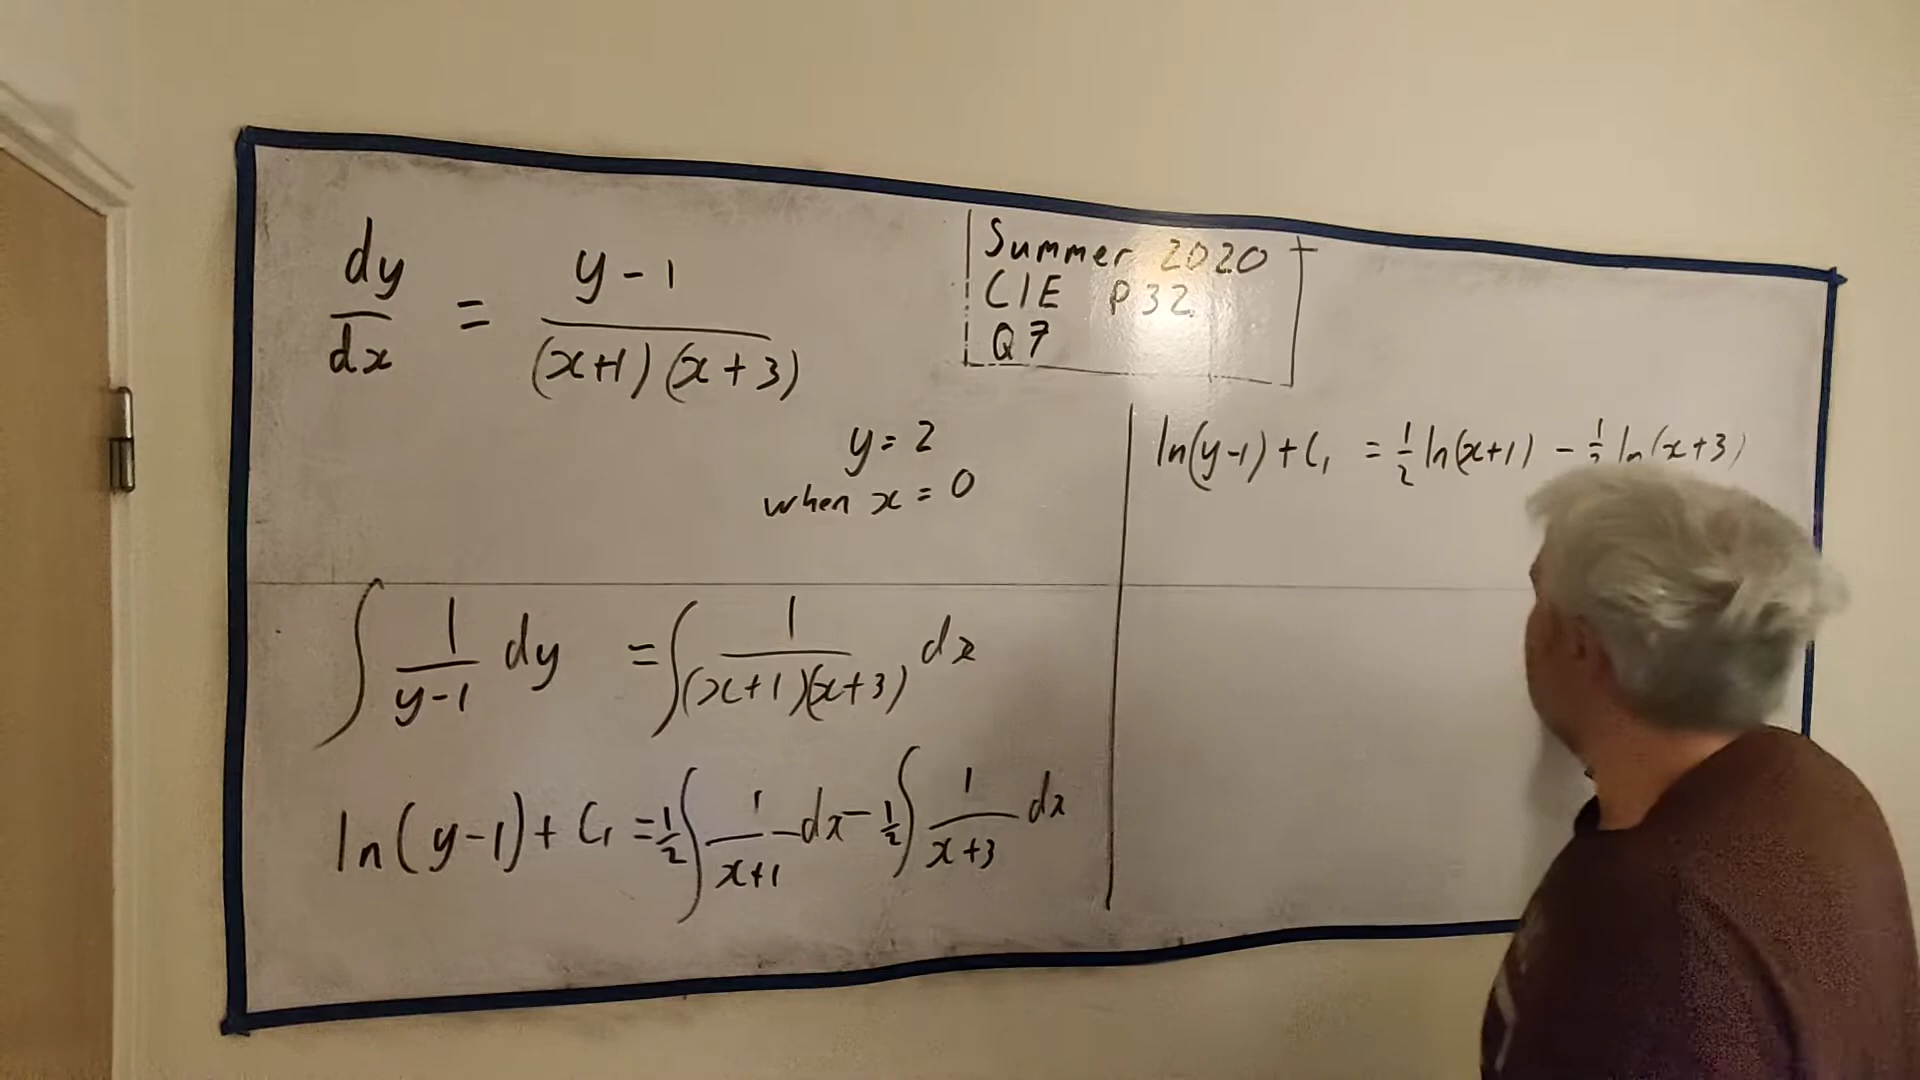 dy/dx = (y-1)/((x+1)(x+3))
Summer 2020
CIE P32
Q7
y = 2
when x = 0
∫ 1/(y-1) dy = ∫ 1/((x+1)(x+3)) dx
ln(y-1) + C₁ = ½ ∫ 1/(x+1) dx - ½ ∫ 1/(x+3) dx
ln(y-1) + C₁ = ½ ln(x+1) - ½ ln(x+3)